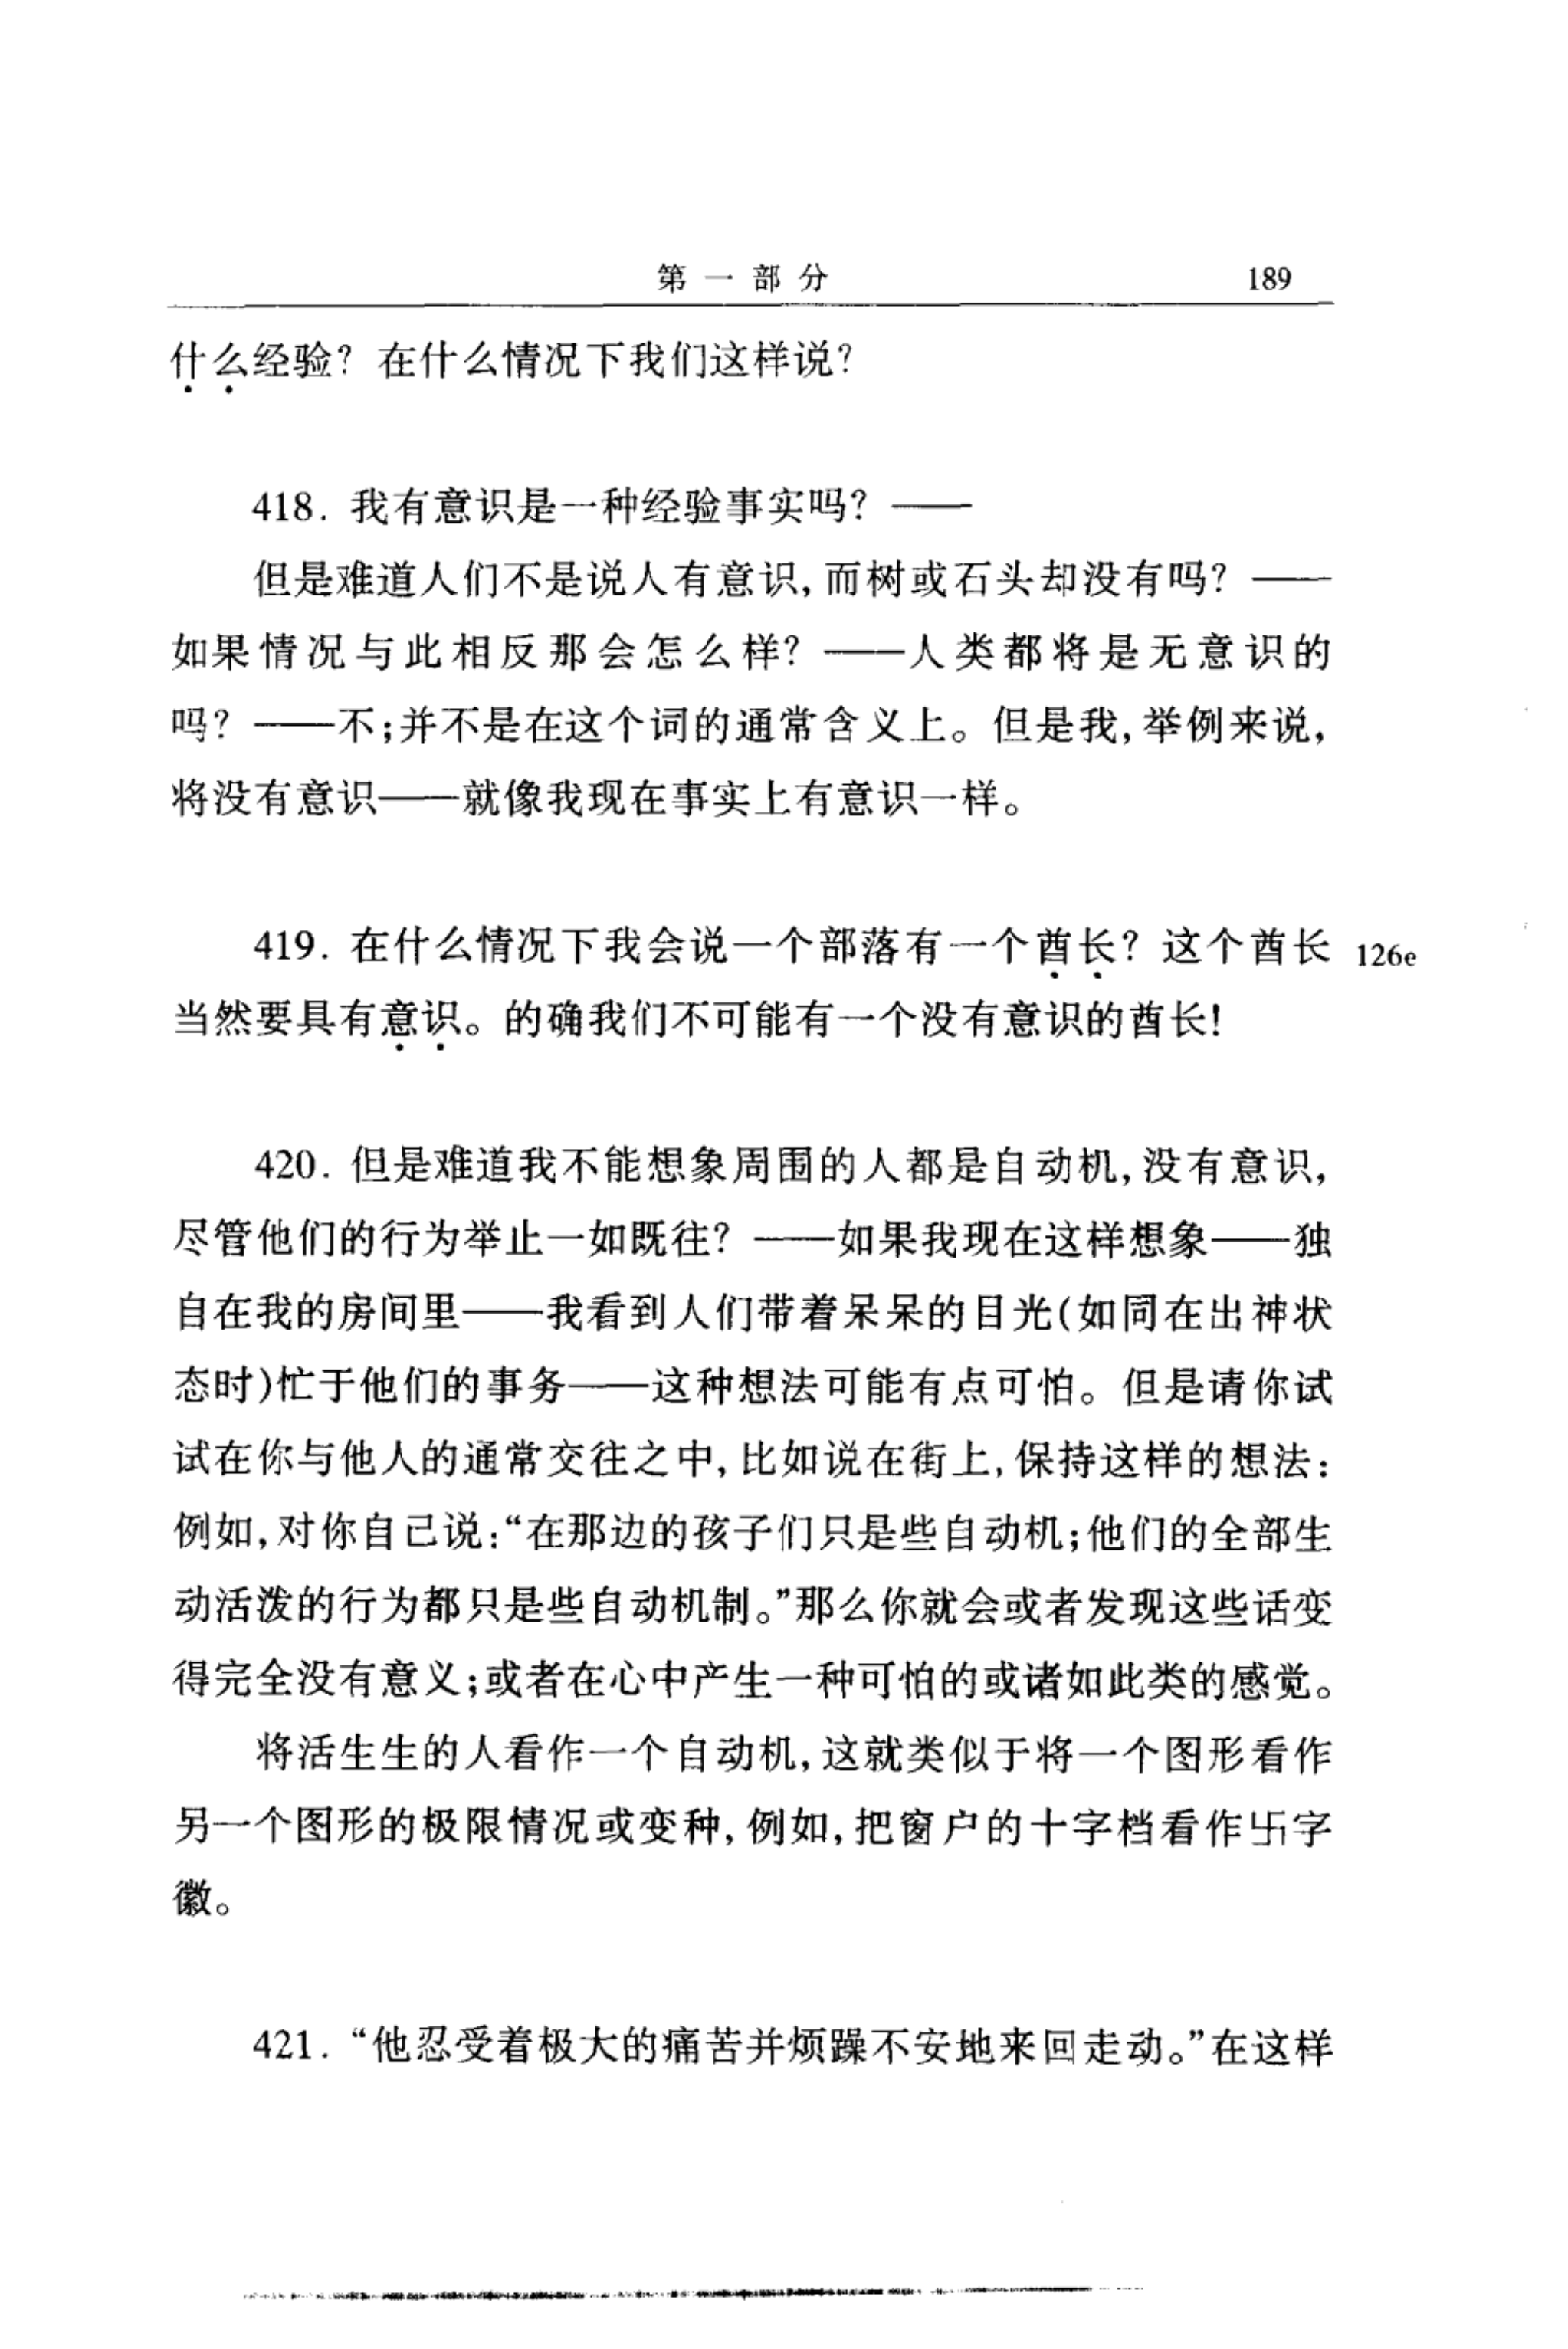 第一部分 189
什么经验？在什么情况下我们这样说？
418. 我有意识是一种经验事实吗？——
但是难道人们不是说人有意识,而树或石头却没有吗？——
如果情况与此相反那会怎么样？——人类都将是无意识的
吗？——不;并不是在这个词的通常含义上。但是我,举例来说,
将没有意识——就像我现在事实上有意识一样。
419. 在什么情况下我会说一个部落有一个酋长？这个酋长 126e
当然要具有意识。的确我们不可能有一个没有意识的酋长!
420. 但是难道我不能想象周围的人都是自动机,没有意识,
尽管他们的行为举止一如既往？——如果我现在这样想象——独
自在我的房间里——我看到人们带着呆呆的目光(如同在出神状
态时)忙于他们的事务——这种想法可能有点可怕。但是请你试
试在你与他人的通常交往之中,比如说在街上,保持这样的想法:
例如,对你自己说:“在那边的孩子们只是些自动机;他们的全部生
动活泼的行为都只是些自动机制。”那么你就会或者发现这些话变
得完全没有意义;或者在心中产生一种可怕的或诸如此类的感觉。
将活生生的人看作一个自动机,这就类似于将一个图形看作
另一个图形的极限情况或变种,例如,把窗户的十字档看作卐字
徽。
421. “他忍受着极大的痛苦并烦躁不安地来回走动。”在这样